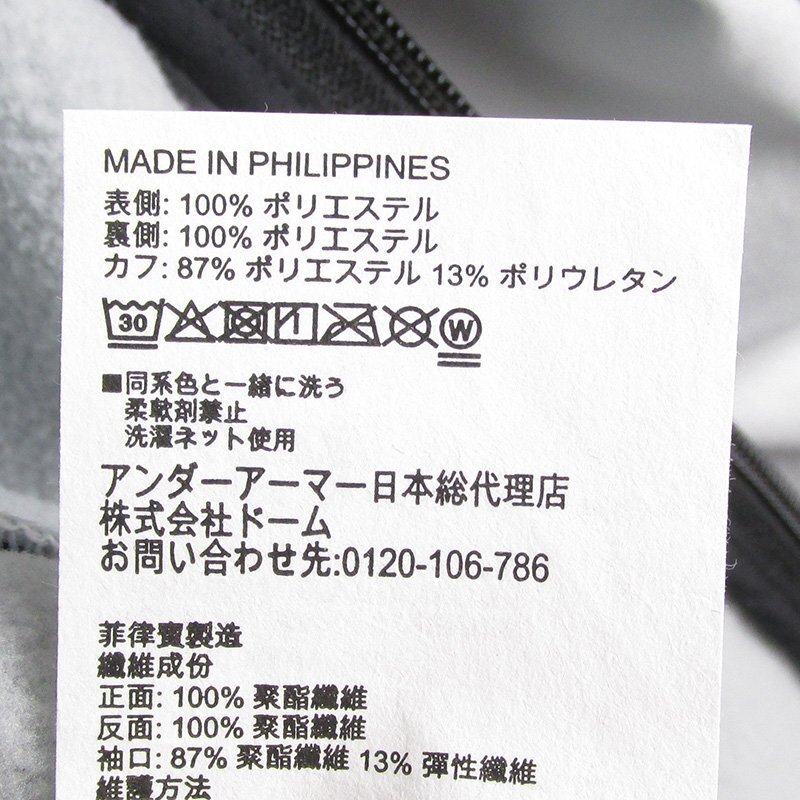 MADE IN PHILIPPINES
表側: 100% ポリエステル
裏側: 100% ポリエステル
カフ: 87% ポリエステル 13% ポリウレタン
30 W
■同系色と一緒に洗う
柔軟剤禁止
洗濯ネット使用
アンダーアーマー日本総代理店
株式会社ドーム
お問い合わせ先:0120-106-786
菲律賓製造
纖維成份
正面: 100% 聚酯纖維
反面: 100% 聚酯纖維
袖口: 87% 聚酯纖維 13% 彈性纖維
維護方法